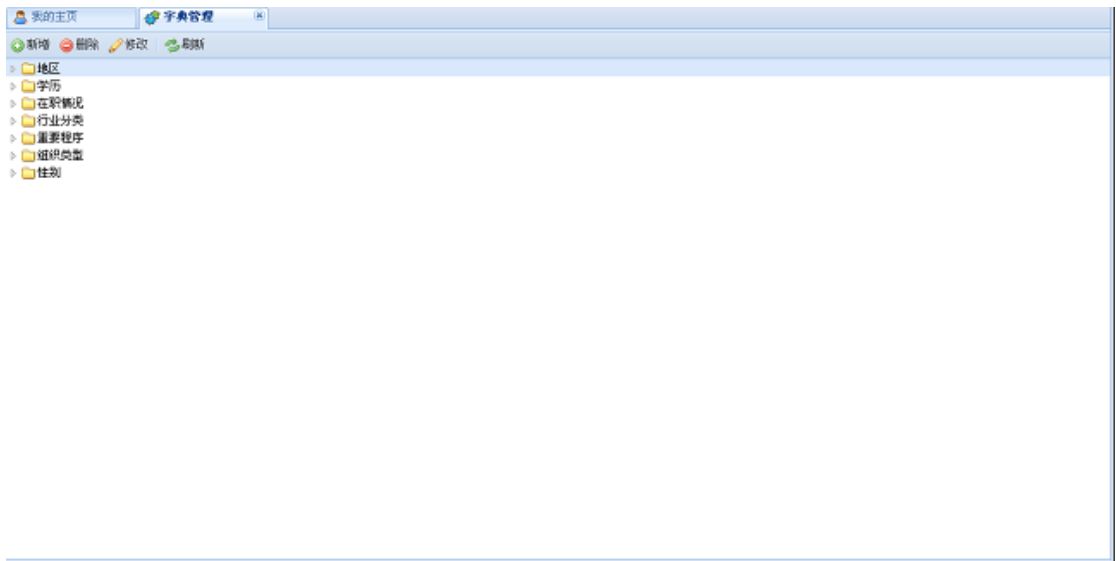 我的主页 字典管理
新增 删除 修改 刷新
地区
学历
在职情况
行业分类
重要程序
组织类型
性别